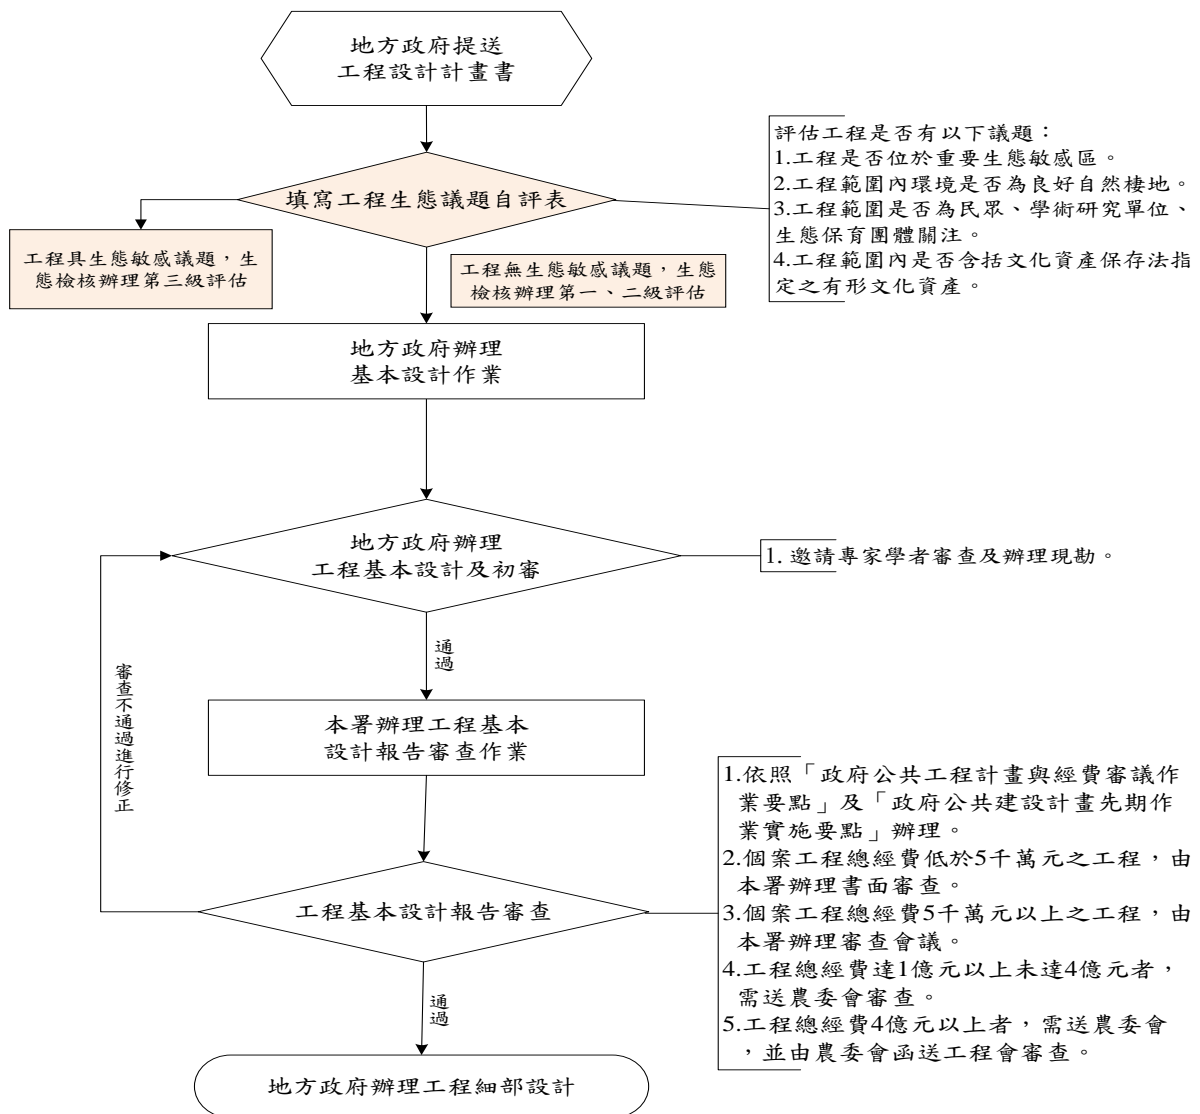 地方政府提送
工程設計計畫書
填寫工程生態議題自評表
評估工程是否有以下議題：
1.工程是否位於重要生態敏感區。
2.工程範圍內環境是否為良好自然棲地。
3.工程範圍是否為民眾、學術研究單位、
生態保育團體關注。
4.工程範圍內是否含括文化資產保存法指
定之有形文化資產。
工程具生態敏感議題，生
態檢核辦理第三級評估
工程無生態敏感議題，生態
檢核辦理第一、二級評估
地方政府辦理
基本設計作業
地方政府辦理
工程基本設計及初審
1. 邀請專家學者審查及辦理現勘。
通過
審查不通過進行修正
本署辦理工程基本
設計報告審查作業
工程基本設計報告審查
1.依照「政府公共工程計畫與經費審議作
業要點」及「政府公共建設計畫先期作
業實施要點」辦理。
2.個案工程總經費低於5千萬元之工程，由
本署辦理書面審查。
3.個案工程總經費5千萬元以上之工程，由
本署辦理審查會議。
4.工程總經費達1億元以上未達4億元者，
需送農委會審查。
5.工程總經費4億元以上者，需送農委會
，並由農委會函送工程會審查。
通過
地方政府辦理工程細部設計